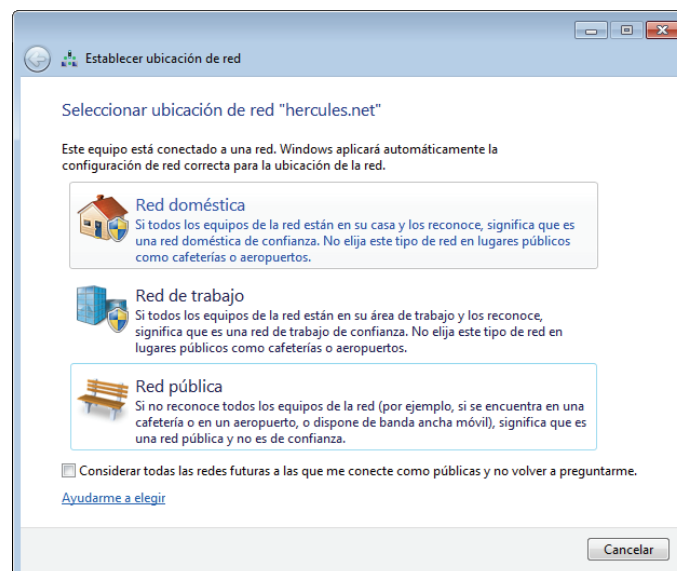 Establecer ubicación de red
Seleccionar ubicación de red "hercules.net"
Este equipo está conectado a una red. Windows aplicará automáticamente la
configuración de red correcta para la ubicación de la red.
Red doméstica
Si todos los equipos de la red están en su casa y los reconoce, significa que es
una red doméstica de confianza. No elija este tipo de red en lugares públicos
como cafeterías o aeropuertos.
Red de trabajo
Si todos los equipos de la red están en su área de trabajo y los reconoce,
significa que es una red de trabajo de confianza. No elija este tipo de red en
lugares públicos como cafeterías o aeropuertos.
Red pública
Si no reconoce todos los equipos de la red (por ejemplo, si se encuentra en una
cafetería o en un aeropuerto, o dispone de banda ancha móvil), significa que es
una red pública y no es de confianza.
Considerar todas las redes futuras a las que me conecte como públicas y no volver a preguntarme.
Ayudarme a elegir
Cancelar